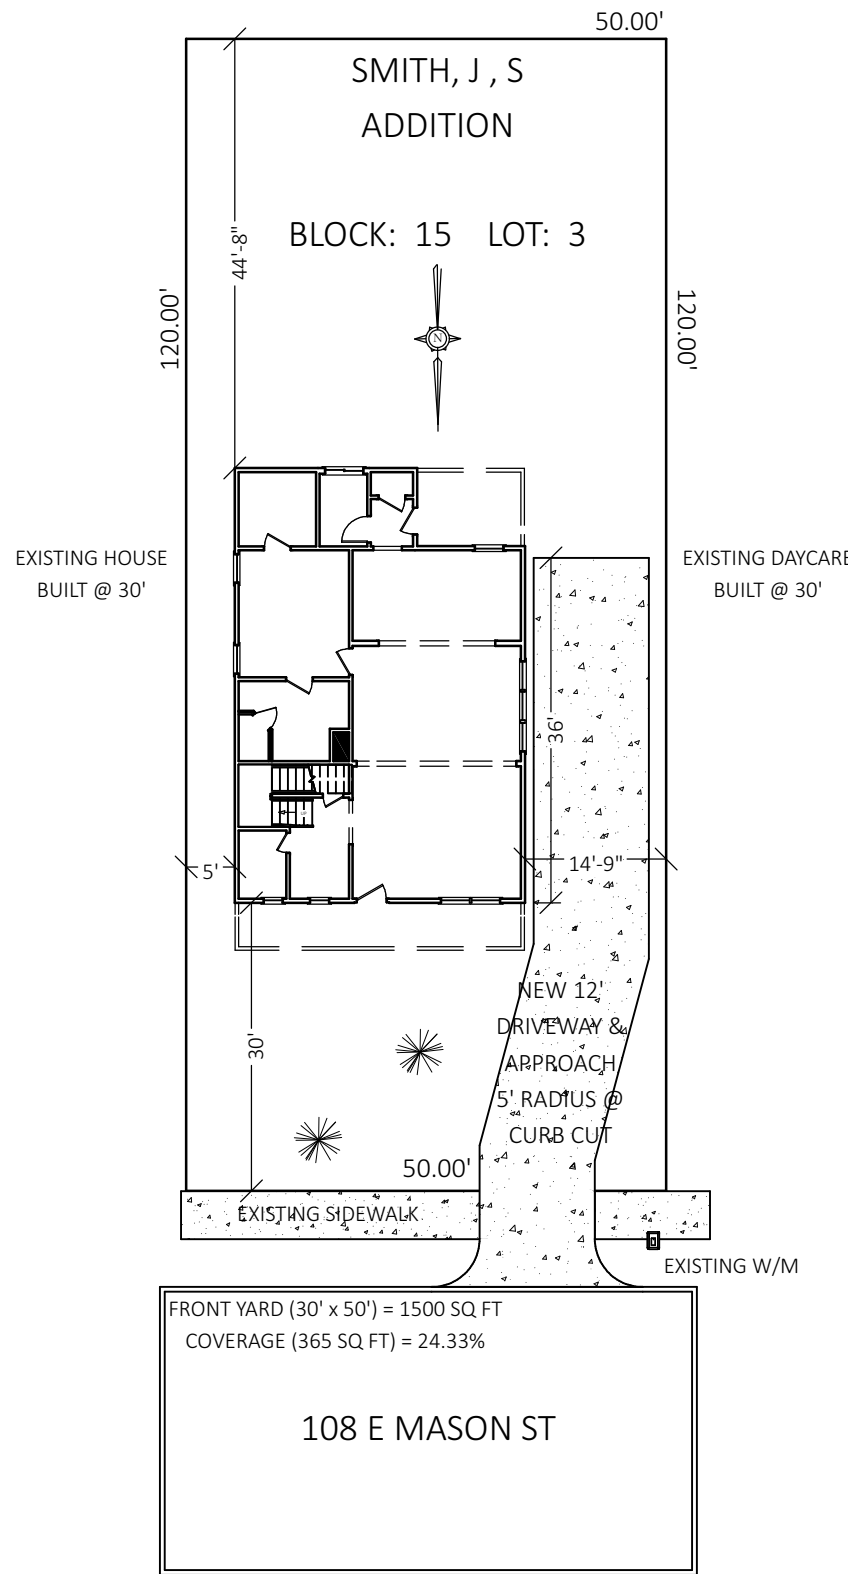 50.00'
SMITH, J , S
ADDITION
44'-8"
BLOCK: 15 LOT: 3
120.00'
120.00'
N
EXISTING HOUSE
BUILT @ 30'
EXISTING DAYCARE
BUILT @ 30'
36'
5'
14'-9"
NEW 12'
DRIVEWAY &
APPROACH
5' RADIUS @
CURB CUT
30'
50.00'
EXISTING SIDEWALK
EXISTING W/M
FRONT YARD (30' x 50') = 1500 SQ FT
COVERAGE (365 SQ FT) = 24.33%
108 E MASON ST